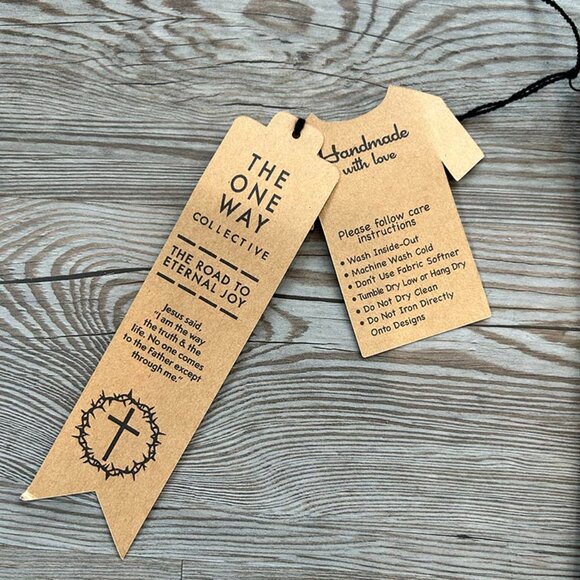 THE
ONE
WAY
COLLECTIVE
THE ROAD TO
ETERNAL JOY
Jesus said,
"I am the way
the truth & the
life. No one comes
to the Father except
through me."
Handmade
with love
Please follow care
instructions
• Wash Inside-Out
• Machine Wash Cold
• Don't Use Fabric Softner
• Tumble Dry Low or Hang Dry
• Do Not Dry Clean
• Do Not Iron Directly
Onto Designs